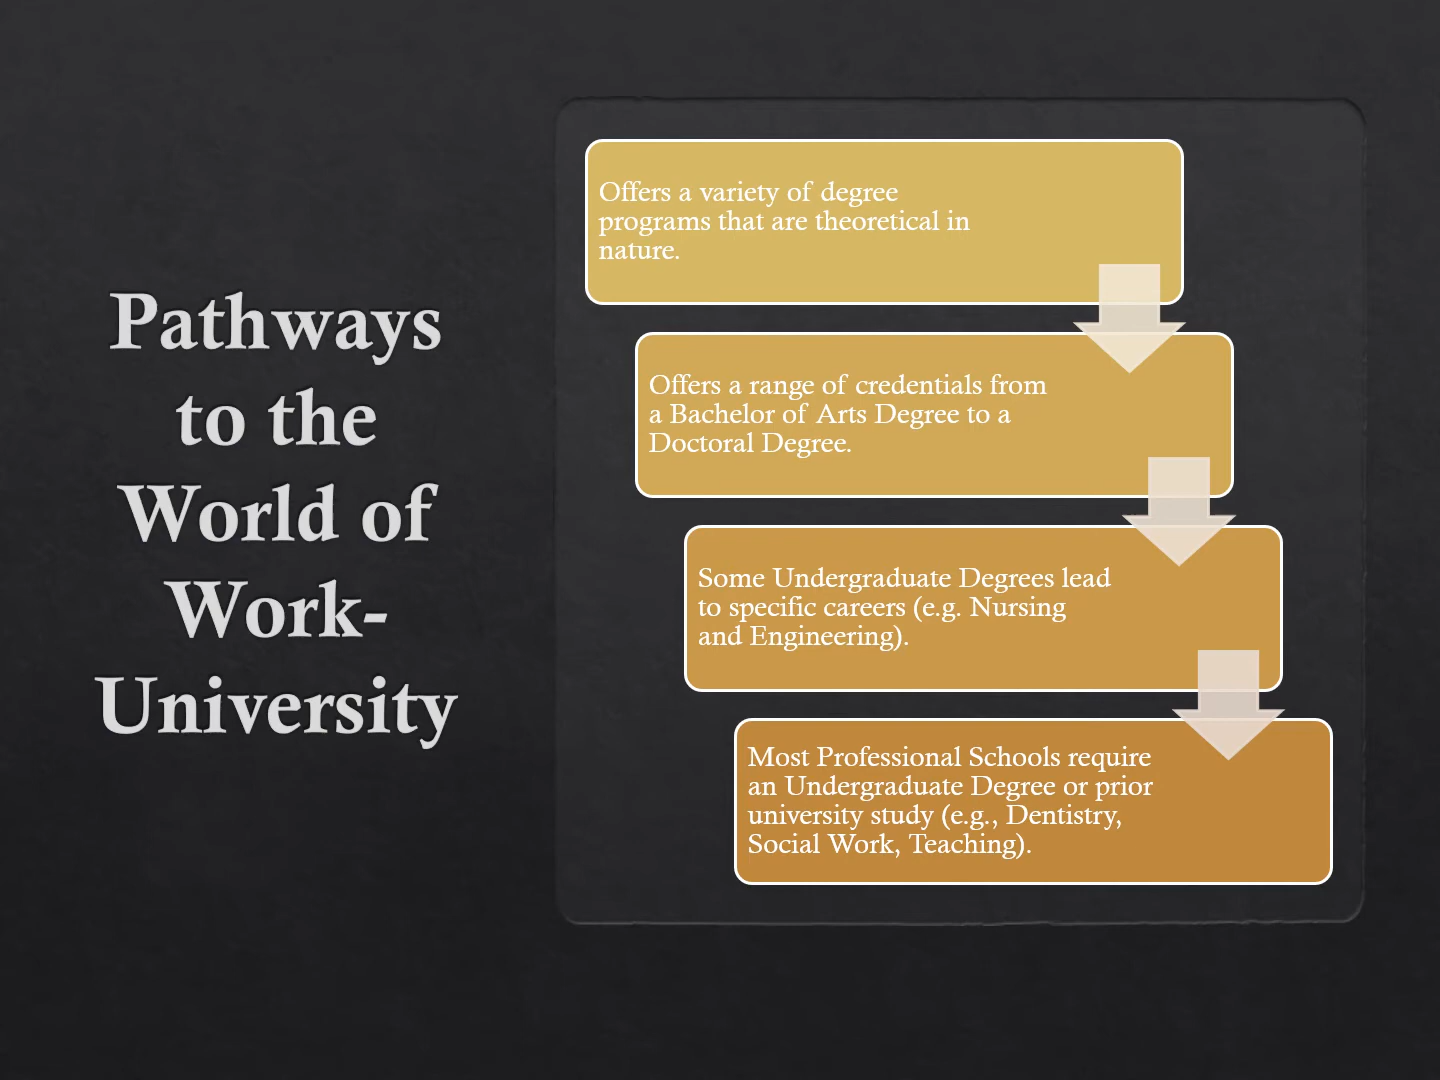 Pathways
to the
World of
Work-
University
Offers a variety of degree
programs that are theoretical in
nature.
Offers a range of credentials from
a Bachelor of Arts Degree to a
Doctoral Degree.
Some Undergraduate Degrees lead
to specific careers (e.g. Nursing
and Engineering).
Most Professional Schools require
an Undergraduate Degree or prior
university study (e.g., Dentistry,
Social Work, Teaching).